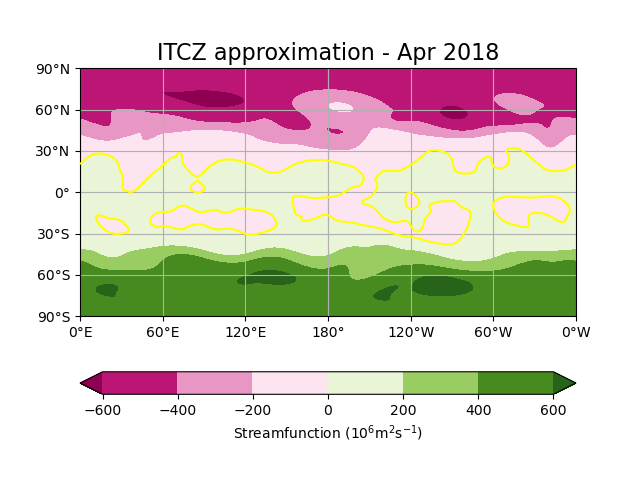 ITCZ approximation - Apr 2018
90°N
60°N
30°N
0°
30°S
60°S
90°S
0°E 60°E 120°E 180° 120°W 60°W 0°W
−600 −400 −200 0 200 400 600
Streamfunction (10⁶m²s⁻¹)